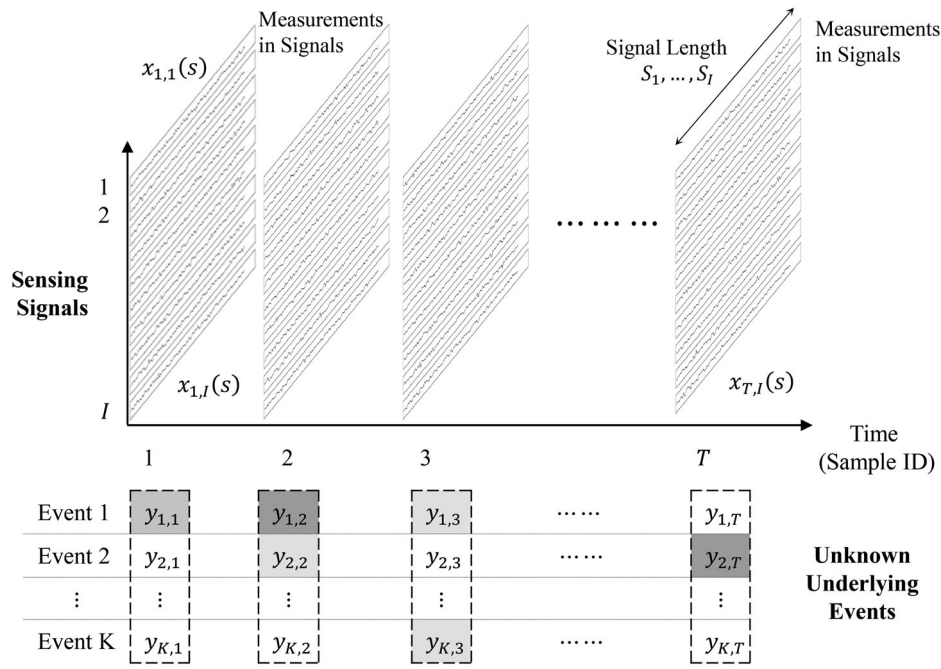 Measurements
in Signals
x_{1,1}(s)
Signal Length
S_1, … , S_I
Measurements
in Signals
1
2
Sensing
Signals
I
x_{1,I}(s)
x_{T,I}(s)
… … …
Time
(Sample ID)
1 2 3 T
Event 1 y_{1,1} y_{1,2} y_{1,3} …… y_{1,T}
Event 2 y_{2,1} y_{2,2} y_{2,3} …… y_{2,T}
⋮ ⋮ ⋮ ⋮ ⋮
Event K y_{K,1} y_{K,2} y_{K,3} …… y_{K,T}
Unknown
Underlying
Events